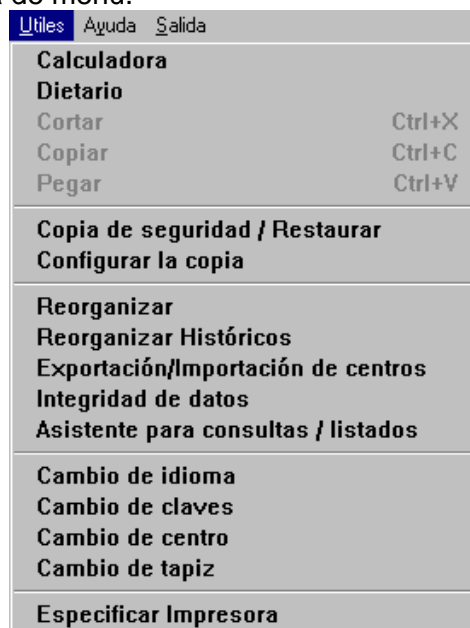 de menú.
Utiles Ayuda Salida
Calculadora
Dietario
Cortar Ctrl+X
Copiar Ctrl+C
Pegar Ctrl+V
Copia de seguridad / Restaurar
Configurar la copia
Reorganizar
Reorganizar Históricos
Exportación/Importación de centros
Integridad de datos
Asistente para consultas / listados
Cambio de idioma
Cambio de claves
Cambio de centro
Cambio de tapiz
Especificar Impresora